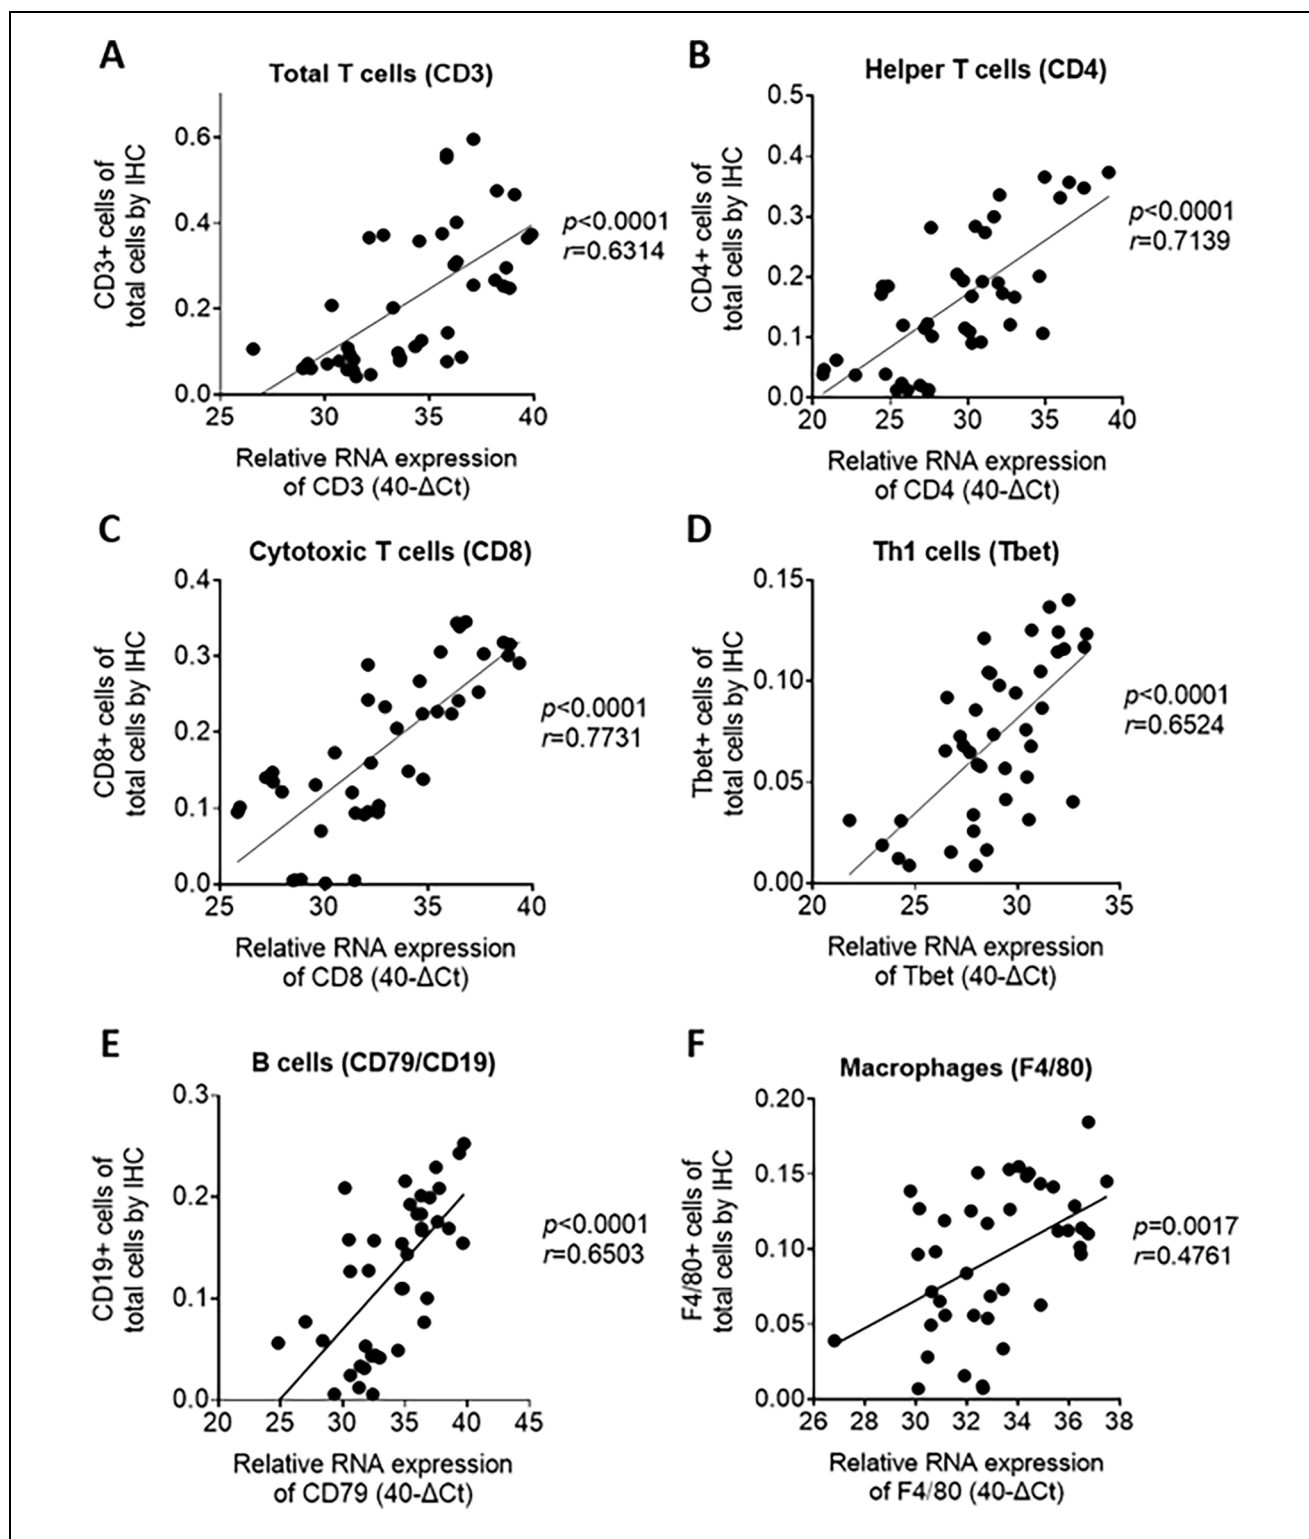 A
Total T cells (CD3)
CD3+ cells of
total cells by IHC
0.6
0.4
0.2
0.0
25
30
35
40
p<0.0001
r=0.6314
Relative RNA expression
of CD3 (40-ΔCt)
B
Helper T cells (CD4)
CD4+ cells of
total cells by IHC
0.5
0.4
0.3
0.2
0.1
0.0
20
25
30
35
40
p<0.0001
r=0.7139
Relative RNA expression
of CD4 (40-ΔCt)
C
Cytotoxic T cells (CD8)
CD8+ cells of
total cells by IHC
0.4
0.3
0.2
0.1
0.0
25
30
35
40
p<0.0001
r=0.7731
Relative RNA expression
of CD8 (40-ΔCt)
D
Th1 cells (Tbet)
Tbet+ cells of
total cells by IHC
0.15
0.10
0.05
0.00
20
25
30
35
p<0.0001
r=0.6524
Relative RNA expression
of Tbet (40-ΔCt)
E
B cells (CD79/CD19)
CD19+ cells of
total cells by IHC
0.3
0.2
0.1
0.0
20
25
30
35
40
45
p<0.0001
r=0.6503
Relative RNA expression
of CD79 (40-ΔCt)
F
Macrophages (F4/80)
F4/80+ cells of
total cells by IHC
0.20
0.15
0.10
0.05
0.00
26
28
30
32
34
36
38
p=0.0017
r=0.4761
Relative RNA expression
of F4/80 (40-ΔCt)